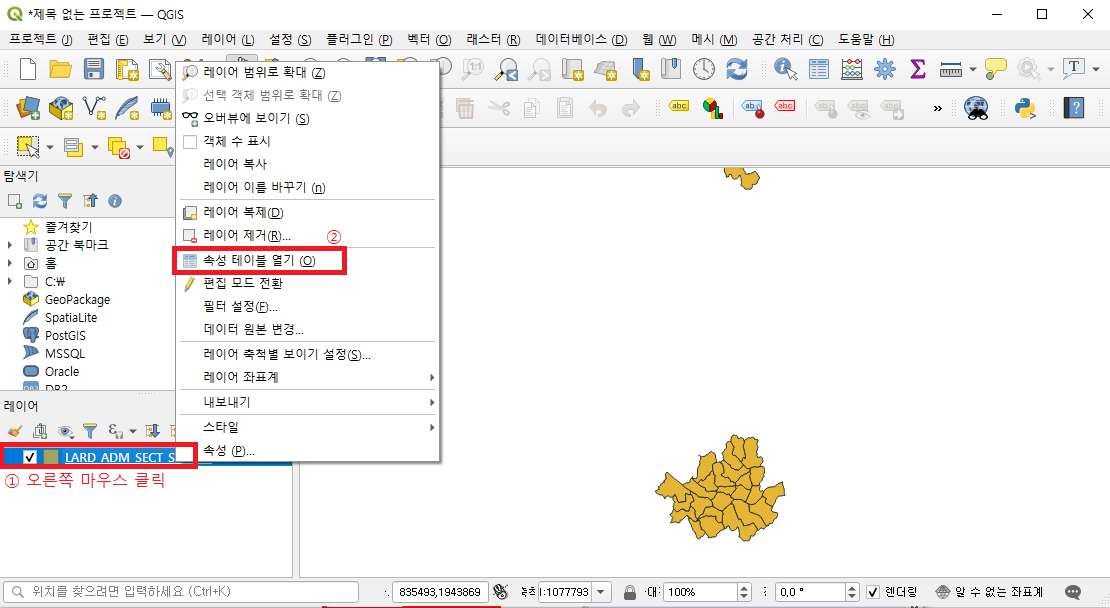 *제목 없는 프로젝트 — QGIS
프로젝트 (J) 편집 (E) 보기 (V) 레이어 (L) 설정 (S) 플러그인 (P) 벡터 (O) 래스터 (R) 데이터베이스 (D) 웹 (W) 메시 (M) 공간 처리 (C) 도움말 (H)
레이어 범위로 확대 (Z)
선택 객체 범위로 확대 (Z)
오버뷰에 보이기 (S)
객체 수 표시
레이어 복사
레이어 이름 바꾸기 (n)
레이어 복제(D)
레이어 제거(R)...
②
속성 테이블 열기 (O)
편집 모드 전환
필터 설정(F)...
데이터 원본 변경...
레이어 축척별 보이기 설정(S)...
레이어 좌표계
내보내기
스타일
속성 (P)...
abc abc abc
탐색기
즐겨찾기
공간 북마크
홈
C:₩
GeoPackage
SpatiaLite
PostGIS
MSSQL
Oracle
DB2
레이어
LARD_ADM_SECT_S
① 오른쪽 마우스 클릭
위치를 찾으려면 입력하세요 (Ctrl+K)
835493,1943869
1:1077793
100%
0,0 °
렌더링
알 수 없는 좌표계